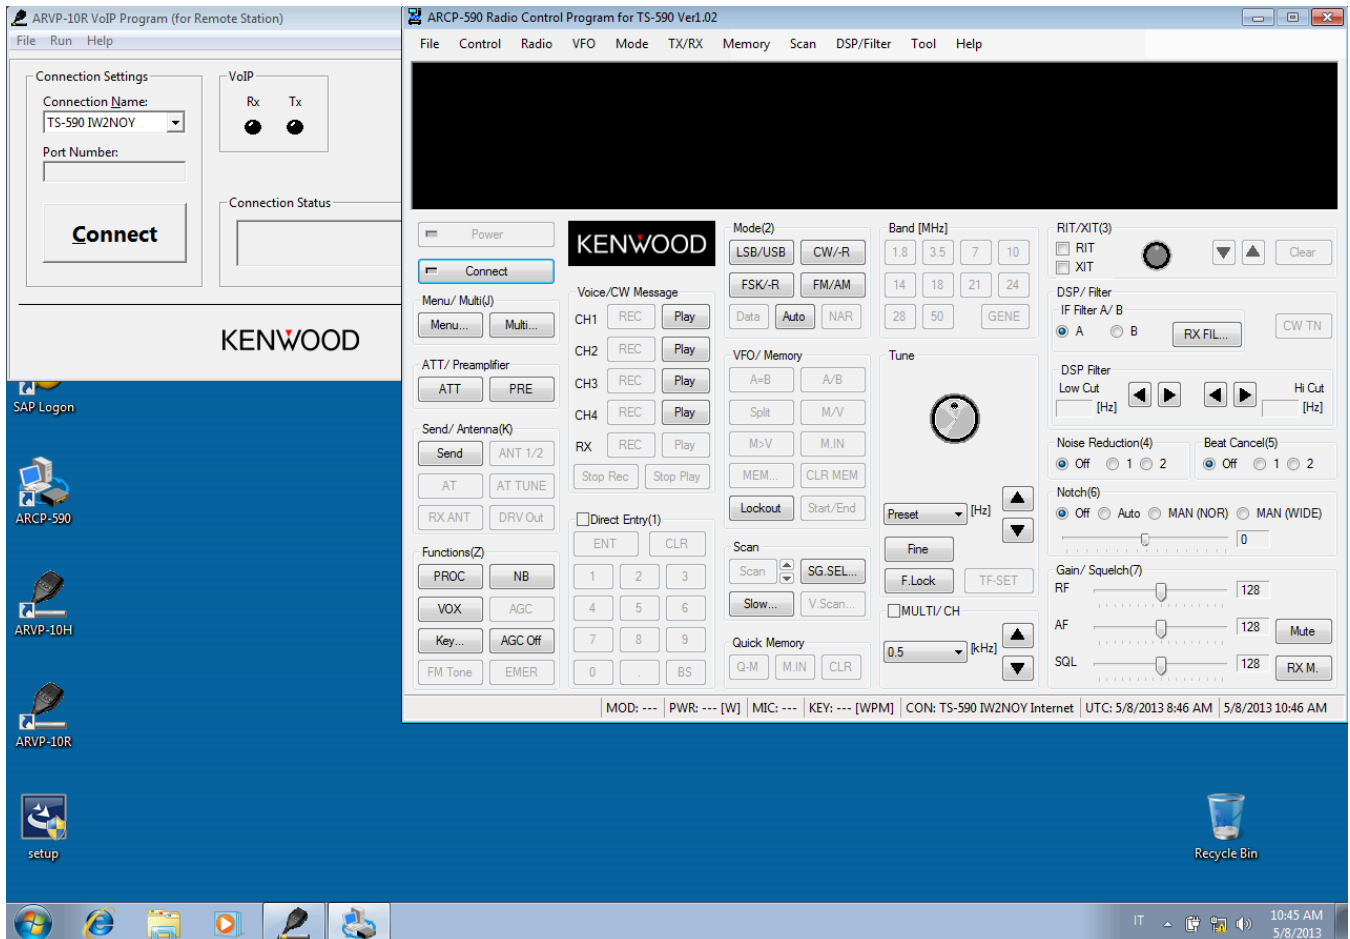 ARVP-10R VoIP Program (for Remote Station)
File Run Help
Connection Settings
Connection Name:
TS-590 IW2NOY
Port Number:
Connect
VoIP
Rx Tx
Connection Status
KENWOOD
ARCP-590 Radio Control Program for TS-590 Ver1.02
File Control Radio VFO Mode TX/RX Memory Scan DSP/Filter Tool Help
Power
Connect
Menu/ Multi(J)
Menu... Multi...
ATT/ Preamplifier
ATT PRE
Send/ Antenna(K)
Send ANT 1/2
AT AT TUNE
RX ANT DRV Out
Functions(Z)
PROC NB
VOX AGC
Key... AGC Off
FM Tone EMER
KENWOOD
Voice/CW Message
CH1 REC Play
CH2 REC Play
CH3 REC Play
CH4 REC Play
RX REC Play
Stop Rec Stop Play
Direct Entry(1)
ENT CLR
1 2 3
4 5 6
7 8 9
0 . BS
Mode(2)
LSB/USB CW/-R
FSK/-R FM/AM
Data Auto NAR
VFO/ Memory
A=B A/B
Split M/V
M>V M.IN
MEM... CLR MEM
Lockout Start/End
Scan
Scan SG.SEL...
Slow... V.Scan...
Quick Memory
Q-M M.IN CLR
Band [MHz]
1.8 3.5 7 10
14 18 21 24
28 50 GENE
Tune
Preset [Hz]
Fine
F.Lock TF-SET
MULTI/ CH
0.5 [kHz]
RIT/XIT(3)
RIT
XIT
Clear
DSP/ Filter
IF Filter A/ B
A B RX FIL... CW TN
DSP Filter
Low Cut Hi Cut
[Hz] [Hz]
Noise Reduction(4)
Off 1 2
Beat Cancel(5)
Off 1 2
Notch(6)
Off Auto MAN (NOR) MAN (WIDE)
0
Gain/ Squelch(7)
RF 128
AF 128 Mute
SQL 128 RX M.
MOD: --- PWR: --- [W] MIC: --- KEY: --- [WPM] CON: TS-590 IW2NOY Internet UTC: 5/8/2013 8:46 AM 5/8/2013 10:46 AM
SAP Logon
ARCP-590
ARVP-10H
ARVP-10R
setup
Recycle Bin
IT
10:45 AM
5/8/2013